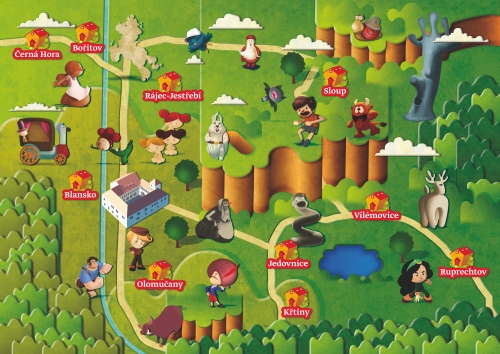 Černá Hora
Bořitov
Rájec-Jestřebí
Sloup
Blansko
Vilémovice
Jedovnice
Ruprechtov
Olomučany
Křtiny